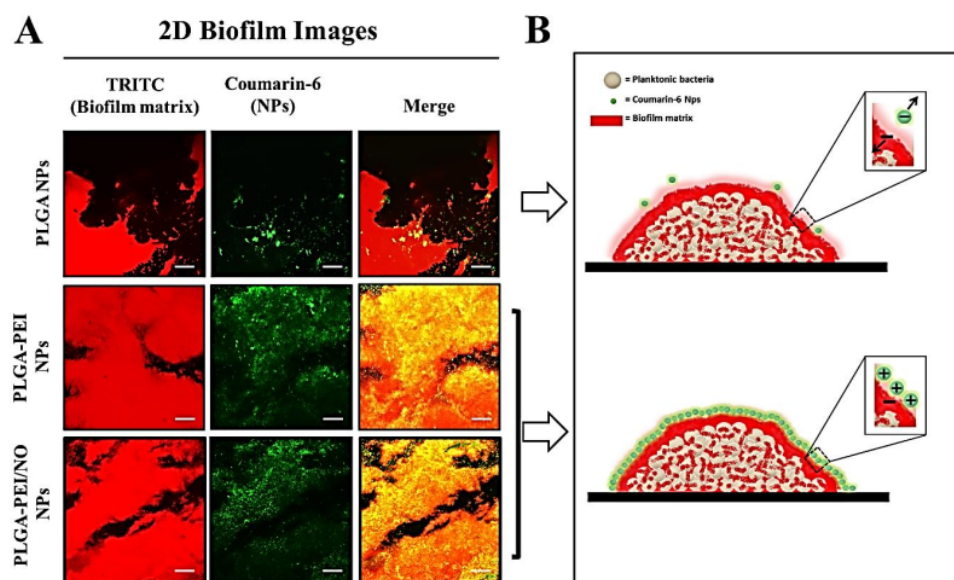 A
2D Biofilm Images
TRITC
(Biofilm matrix)
Coumarin-6
(NPs)
Merge
PLGA NPs
PLGA-PEI
NPs
PLGA-PEI/NO
NPs
B
= Planktonic bacteria
= Coumarin-6 Nps
= Biofilm matrix